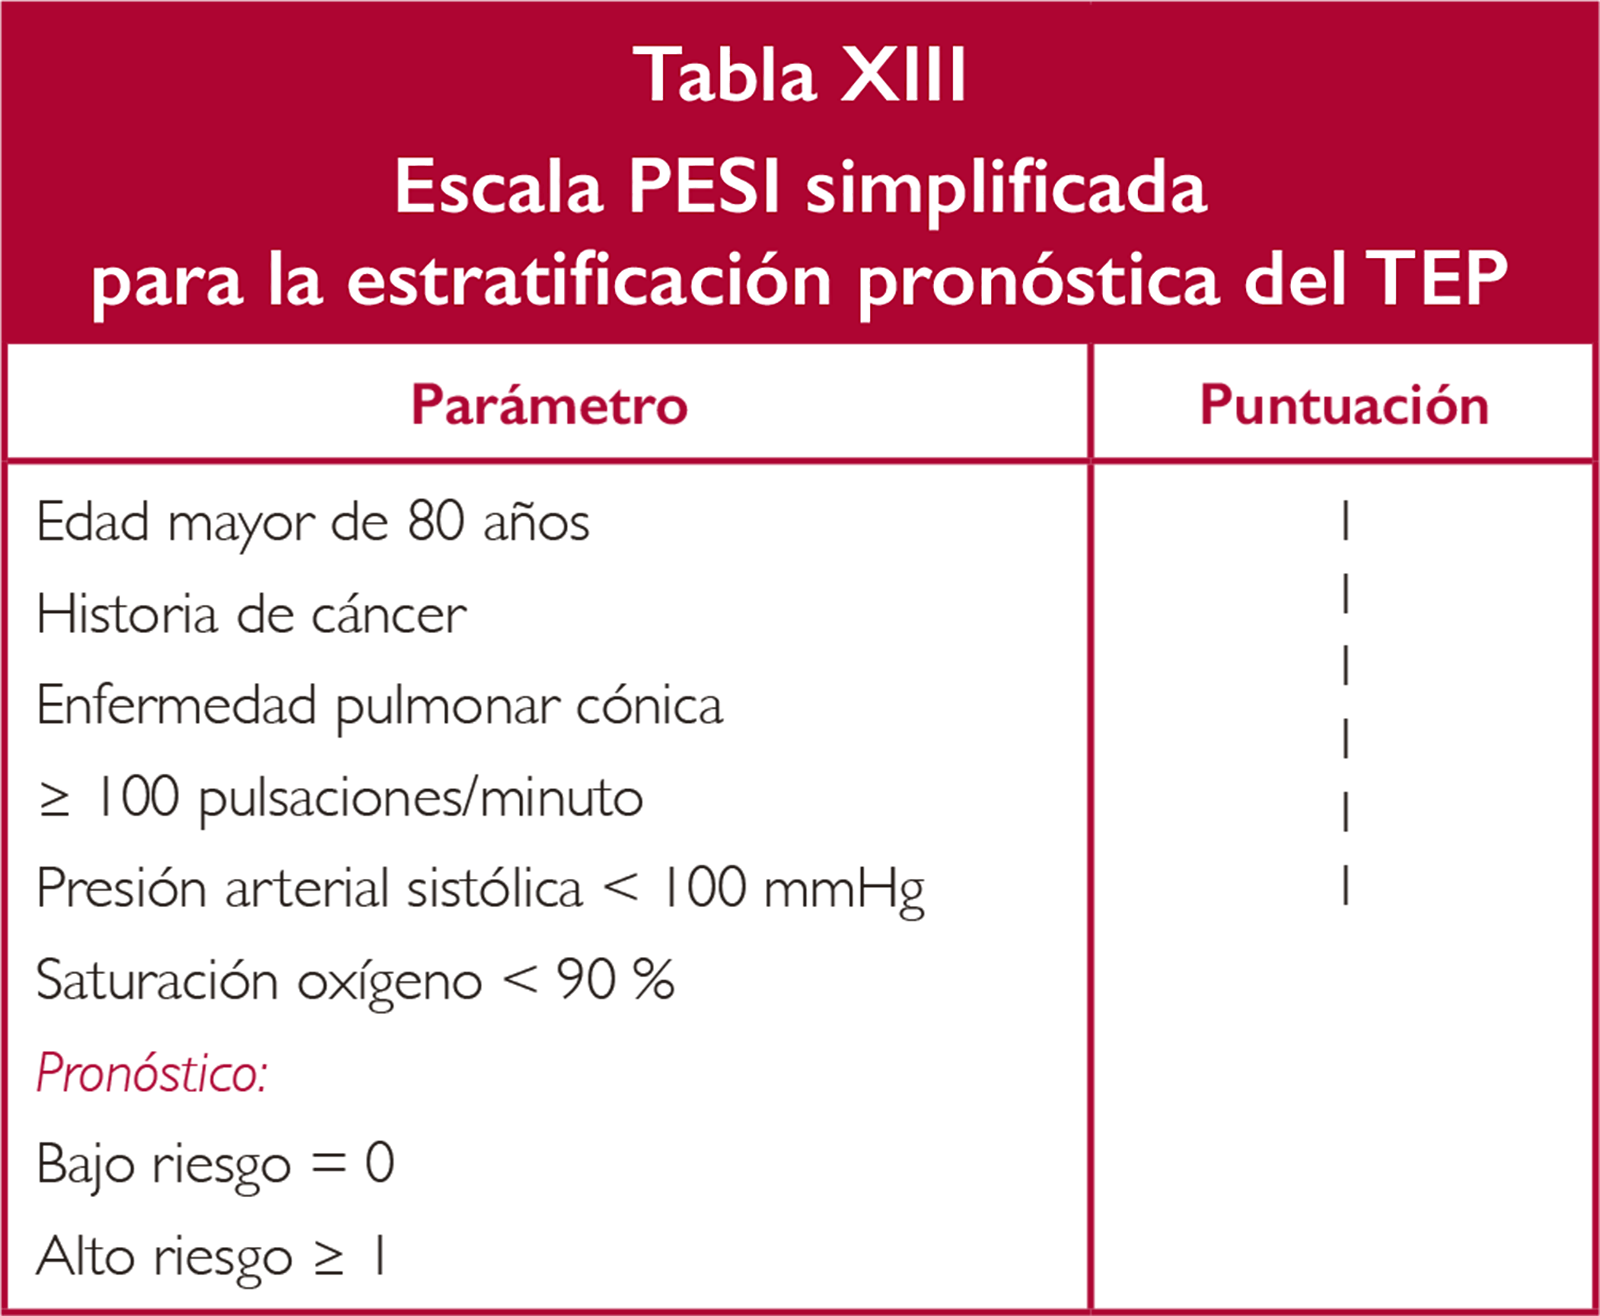 Tabla XIII
Escala PESI simplificada
para la estratificación pronóstica del TEP
Parámetro Puntuación
Edad mayor de 80 años 1
Historia de cáncer 1
Enfermedad pulmonar cónica 1
≥ 100 pulsaciones/minuto 1
Presión arterial sistólica < 100 mmHg 1
Saturación oxígeno < 90 % 1
Pronóstico:
Bajo riesgo = 0
Alto riesgo ≥ 1